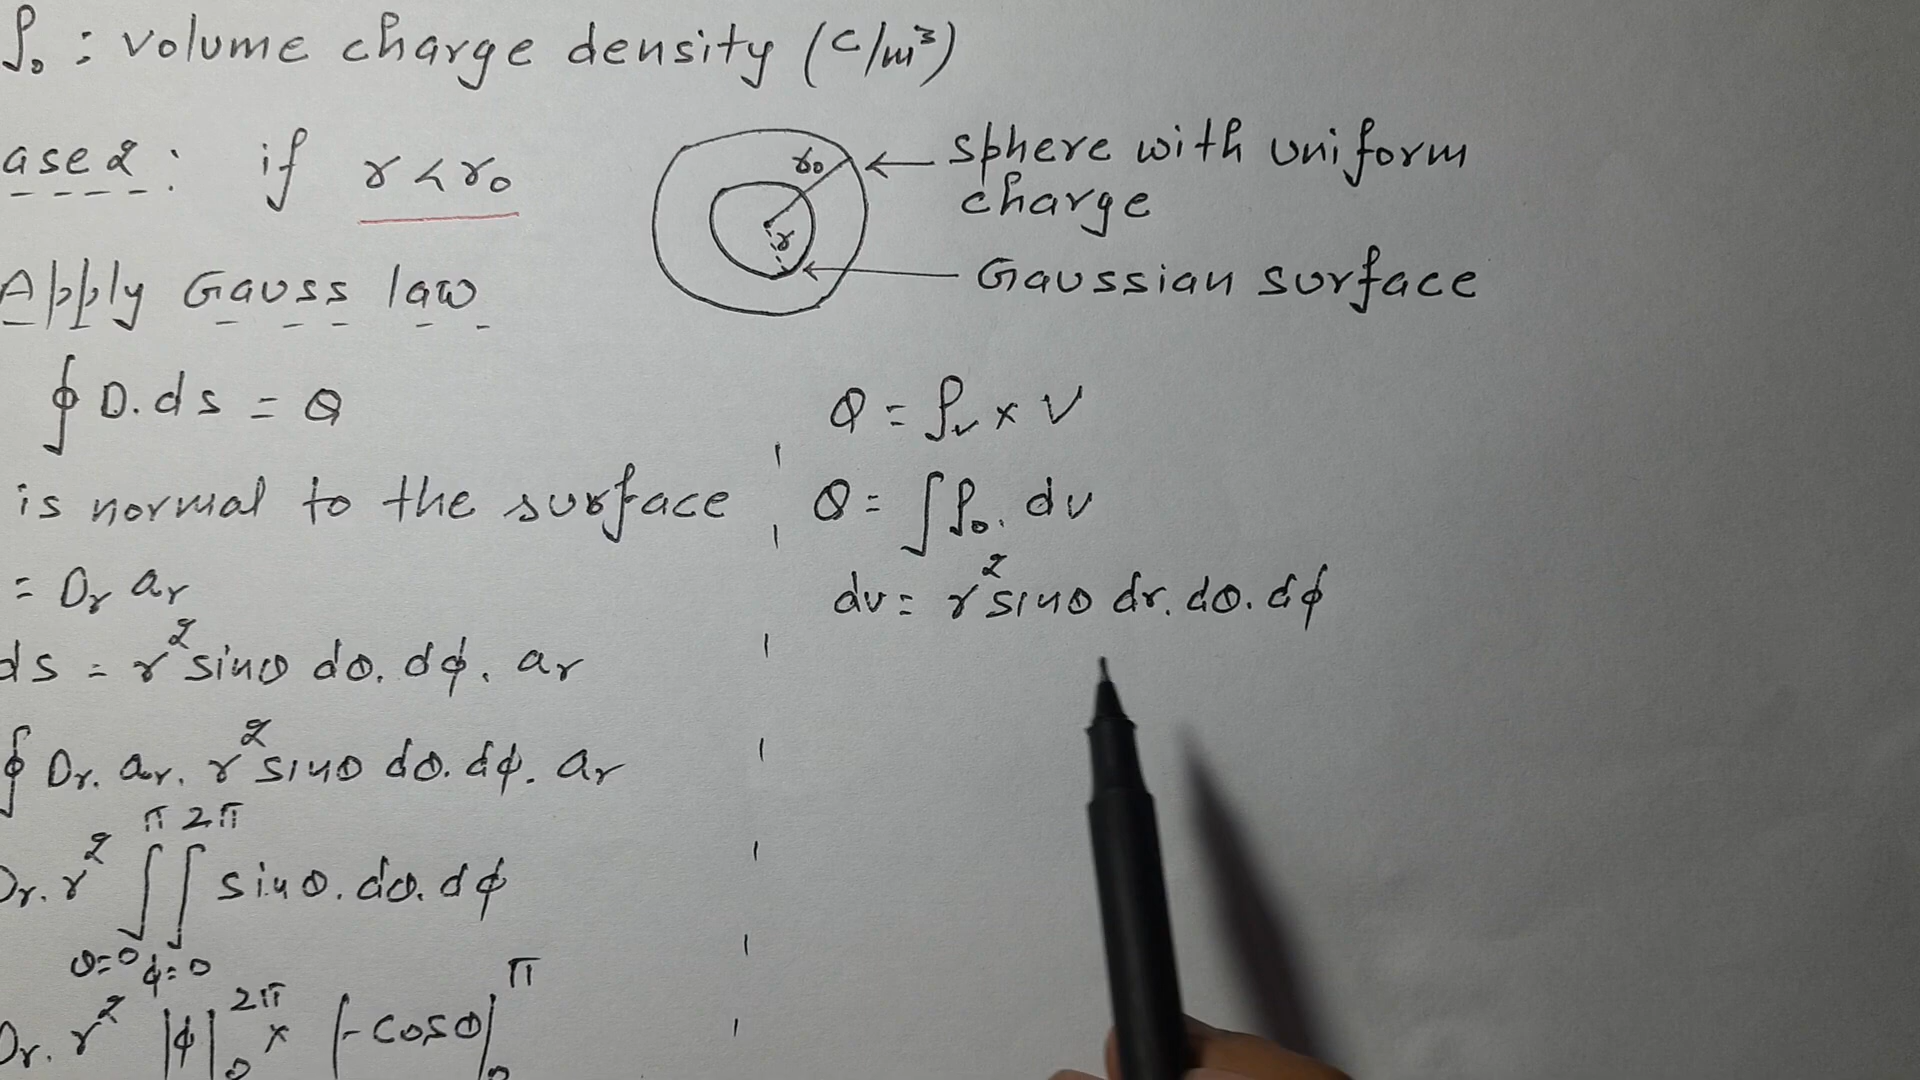 ρ₀ : volume charge density (C/m³)
ase 2 : if r < r₀
r₀
r
sphere with uniform
charge
Gaussian surface
Apply Gauss law
∮ D.ds = Q
is normal to the surface
= Dr ar
ds = r² sinθ dθ. dϕ. ar
∮ Dr. ar. r² sinθ dθ. dϕ. ar
Dr. r² ∫_{θ=0}^{π} ∫_{ϕ=0}^{2π} sinθ. dθ. dϕ
Dr. r² |ϕ|₀^{2π} × |-cosθ|₀^{π}
Q = ρv × V
Q = ∫ρ₀. dv
dv = r² sinθ dr. dθ. dϕ